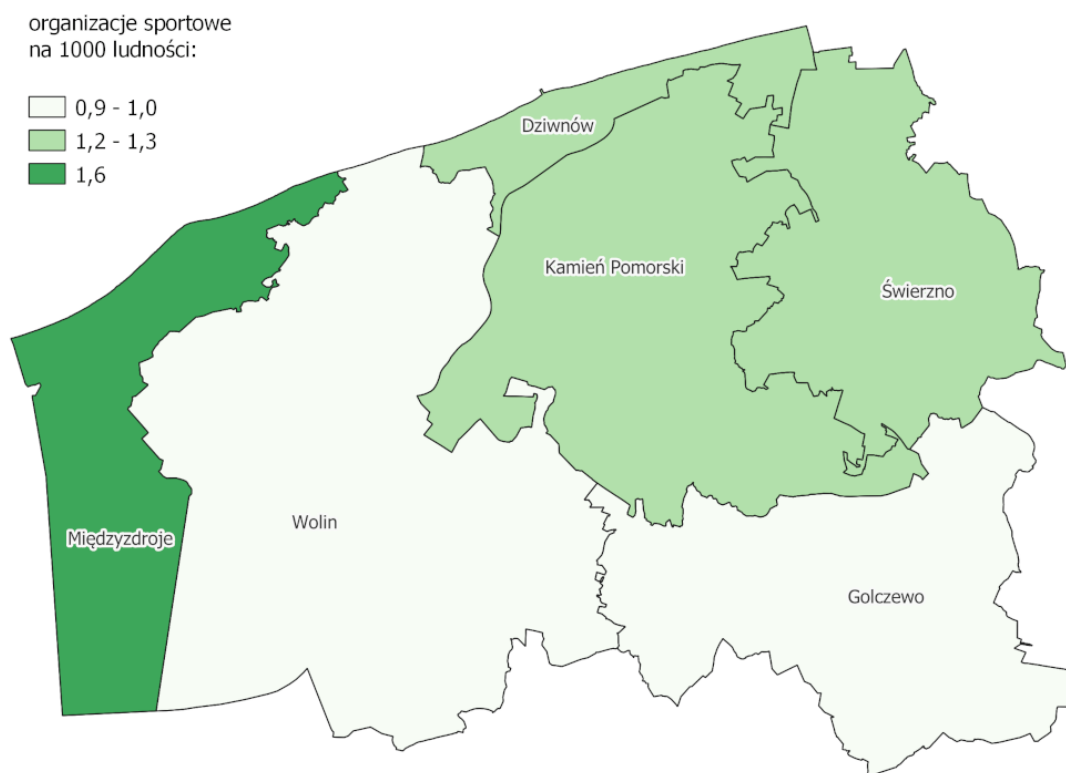 organizacje sportowe
na 1000 ludności:
0,9 - 1,0
1,2 - 1,3
1,6
Dziwnów
Kamień Pomorski
Świerzno
Wolin
Międzyzdroje
Golczewo